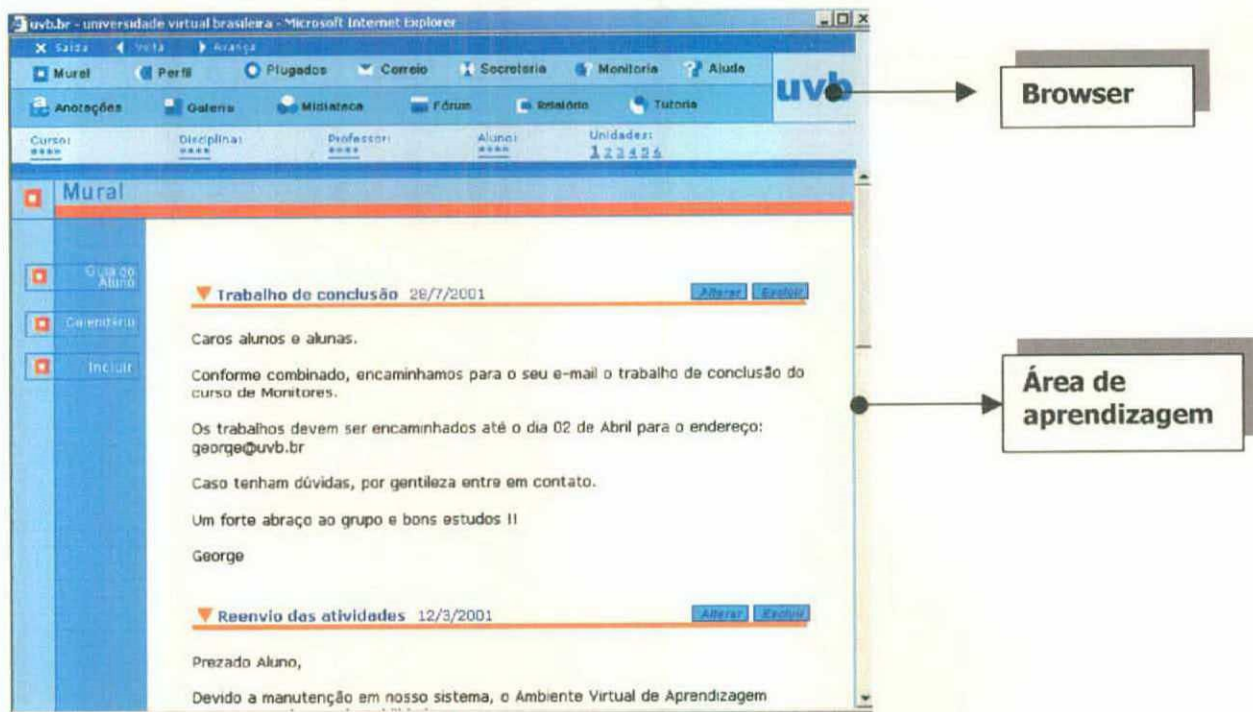 uvb.br - universidade virtual brasileira - Microsoft Internet Explorer
X Saída Volta Avança
Mural Perfil Plugados Correio Secretaria Monitoria Ajuda
uvb
Anotações Galeria Midiateca Fórum Relatório Tutoria
Curso: Disciplina: Professor: Aluno: Unidades:
**** **** **** **** 1 2 3 4 5 6
Mural
Guia do
Aluno
Calendário
Incluir
Trabalho de conclusão 28/7/2001 Alterar Excluir
Caros alunos e alunas.
Conforme combinado, encaminhamos para o seu e-mail o trabalho de conclusão do
curso de Monitores.
Os trabalhos devem ser encaminhados até o dia 02 de Abril para o endereço:
george@uvb.br
Caso tenham dúvidas, por gentileza entre em contato.
Um forte abraço ao grupo e bons estudos !!
George
Reenvio das atividades 12/3/2001 Alterar Excluir
Prezado Aluno,
Devido a manutenção em nosso sistema, o Ambiente Virtual de Aprendizagem
Browser
Área de
aprendizagem